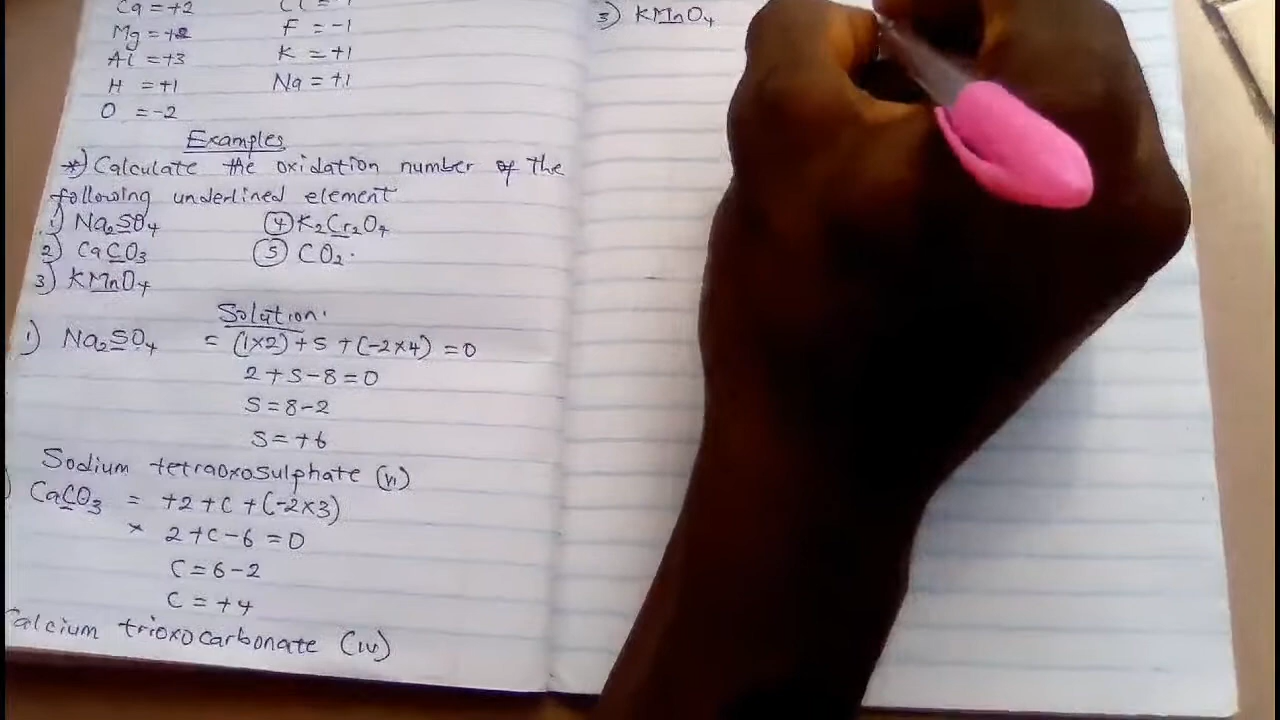 Ca = +2
Mg = +2
Al = +3
H = +1
O = -2
F = -1
K = +1
Na = +1
Examples
*) Calculate the oxidation number of the
following underlined element
1) Na₂SO₄
2) CaCO₃
3) KMnO₄
④ K₂Cr₂O₇
⑤ CO₂.
Solution.
1) Na₂SO₄ = (1×2) + S + (-2×4) = 0
2 + S - 8 = 0
S = 8 - 2
S = +6
Sodium tetraoxosulphate (vi)
CaCO₃ = +2 + C + (-2×3)
× 2 + C - 6 = 0
C = 6 - 2
C = +4
Calcium trioxocarbonate (iv)
3) KMnO₄